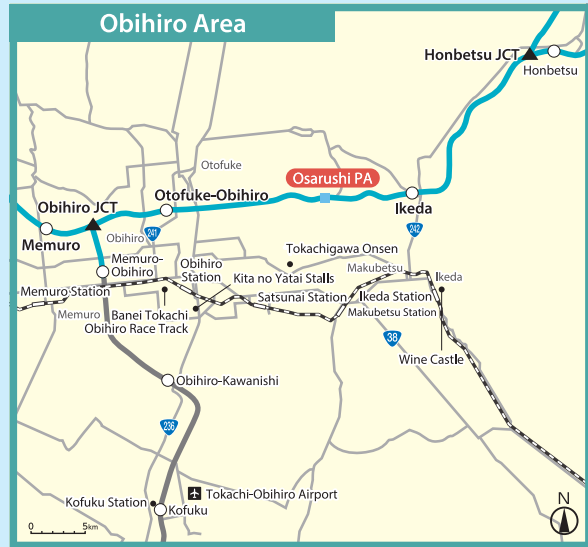 Obihiro Area
Honbetsu JCT
Honbetsu
Otofuke
Osarushi PA
Otofuke-Obihiro
Obihiro JCT
Ikeda
Memuro
Obihiro
241
242
Memuro-
Obihiro
Obihiro
Station
Tokachigawa Onsen
Makubetsu
Kita no Yatai Stalls
Ikeda
Memuro Station
Satsunai Station
Ikeda Station
Memuro
Banei Tokachi
Obihiro Race Track
Makubetsu Station
38
Wine Castle
Obihiro-Kawanishi
236
Kofuku Station
Tokachi-Obihiro Airport
Kofuku
N
0 5km